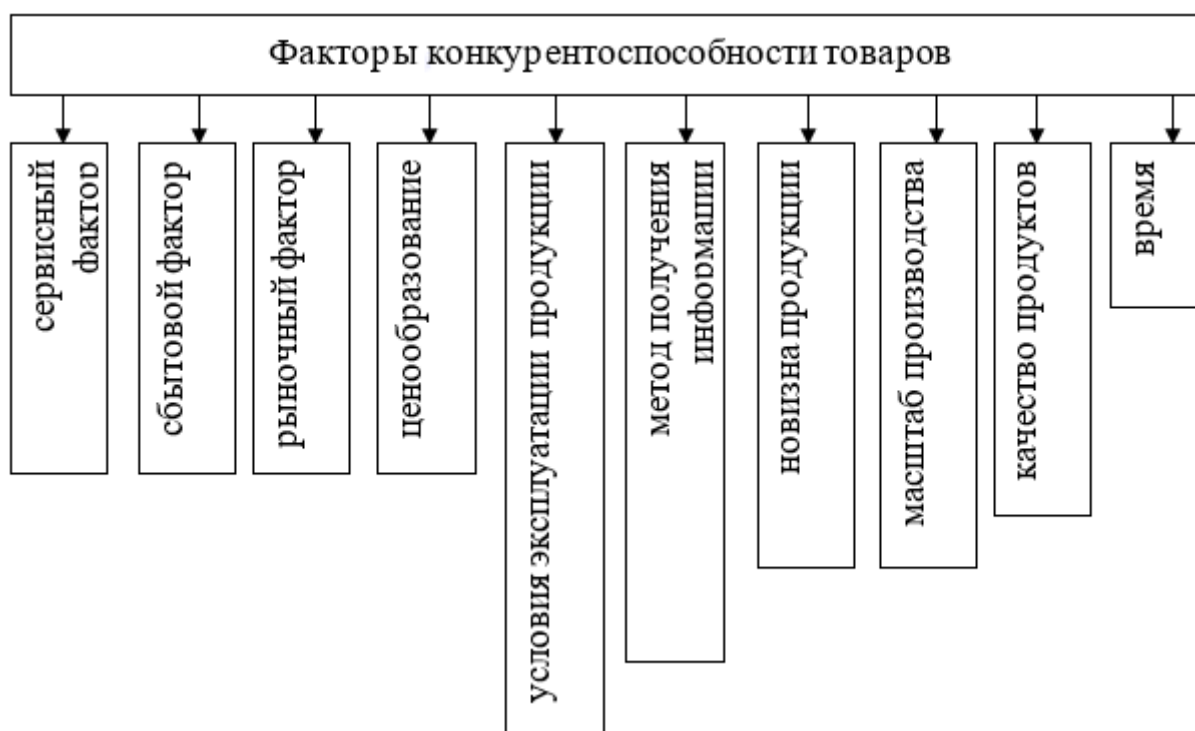 Факторы конкурентоспособности товаров
сервисный
фактор
сбытовой фактор
рыночный фактор
ценообразование
условия эксплуатации продукции
метод получения
информации
новизна продукции
масштаб производства
качество продуктов
время